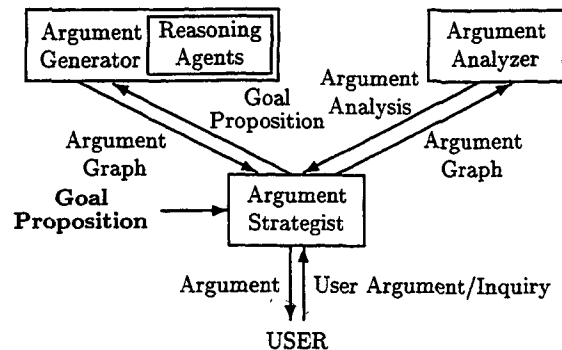 Argument
Generator
Reasoning
Agents
Argument
Analyzer
Goal
Proposition
Argument
Analysis
Argument
Graph
Argument
Graph
Goal
Proposition
Argument
Strategist
Argument
User Argument/Inquiry
USER